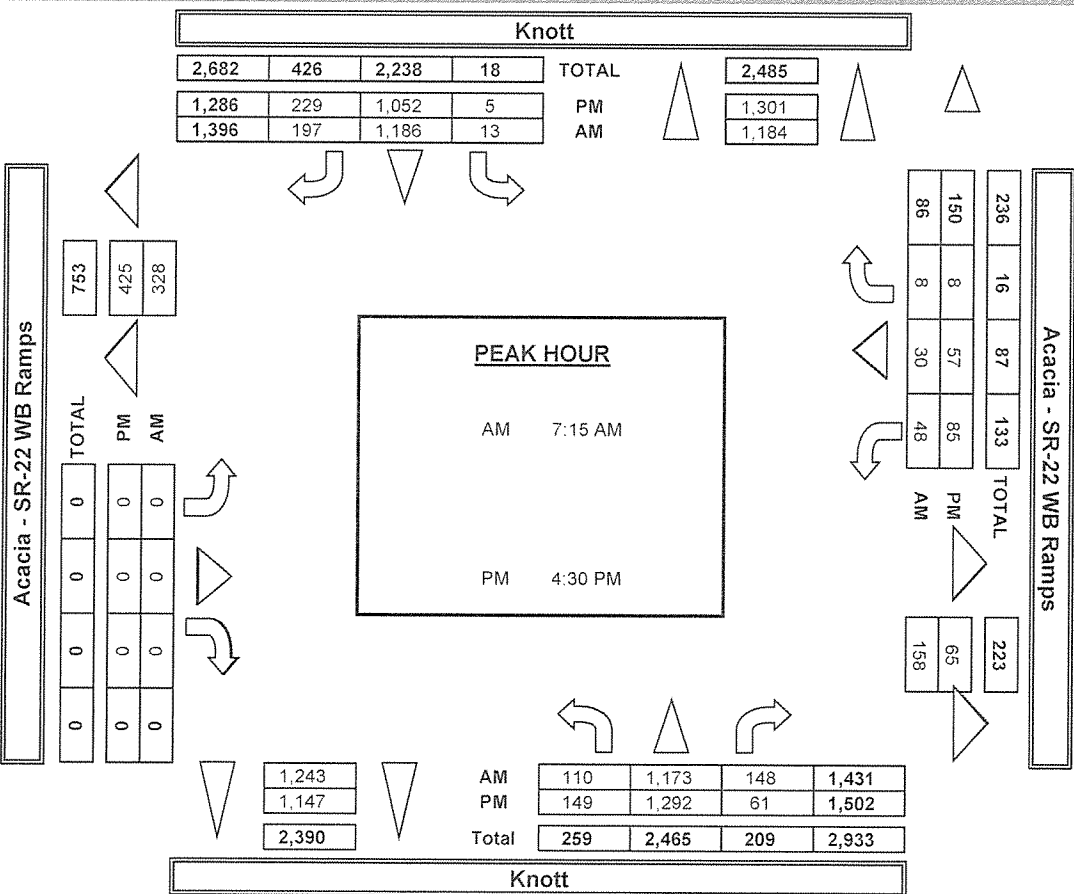 Knott
2,682 426 2,238 18 TOTAL 2,485
1,286 229 1,052 5 PM 1,301
1,396 197 1,186 13 AM 1,184
Acacia - SR-22 WB Ramps
753
425
328
TOTAL 0 0 0 0
PM 0 0 0 0
AM 0 0 0 0
PEAK HOUR
AM 7:15 AM
PM 4:30 PM
236 16 87 133 TOTAL 223
150 8 57 85 PM 65
86 8 30 48 AM 158
Acacia - SR-22 WB Ramps
1,243 AM 110 1,173 148 1,431
1,147 PM 149 1,292 61 1,502
2,390 Total 259 2,465 209 2,933
Knott